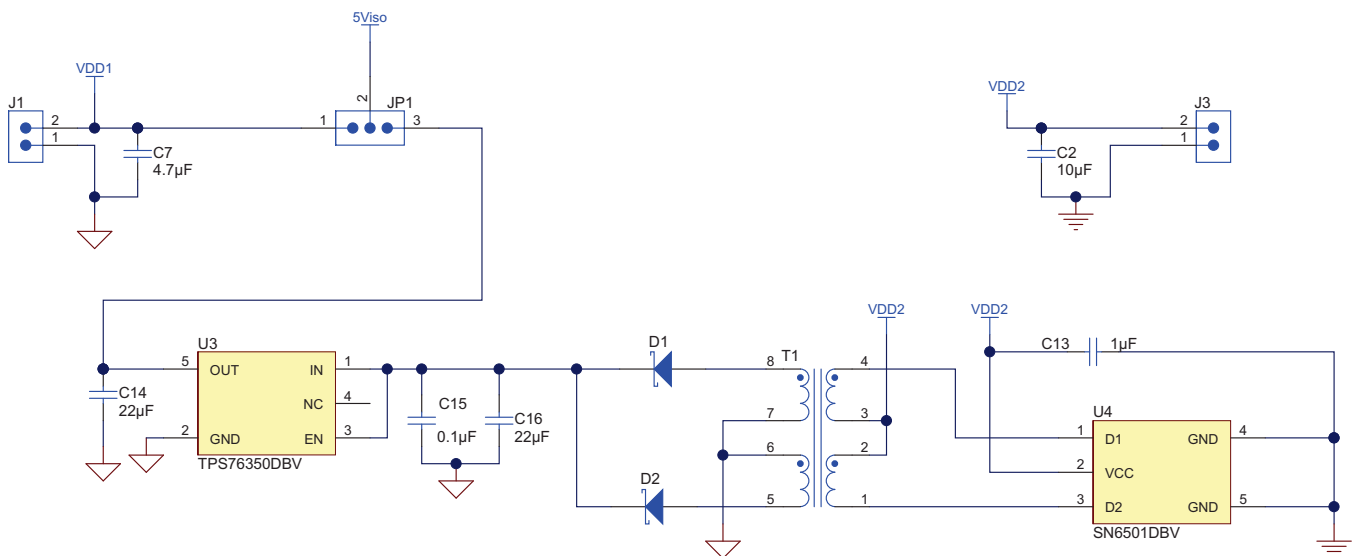 5Viso
VDD1
J1
2
1
C7
4.7µF
1
2
JP1
3
VDD2
J3
2
1
C2
10µF
U3
5
OUT
IN
1
NC
4
2
GND
EN
3
TPS76350DBV
C14
22µF
C15
0.1µF
C16
22µF
D1
D2
T1
8
7
6
5
4
3
2
1
VDD2
VDD2
C13
1µF
U4
1
D1
GND
4
2
VCC
3
D2
GND
5
SN6501DBV